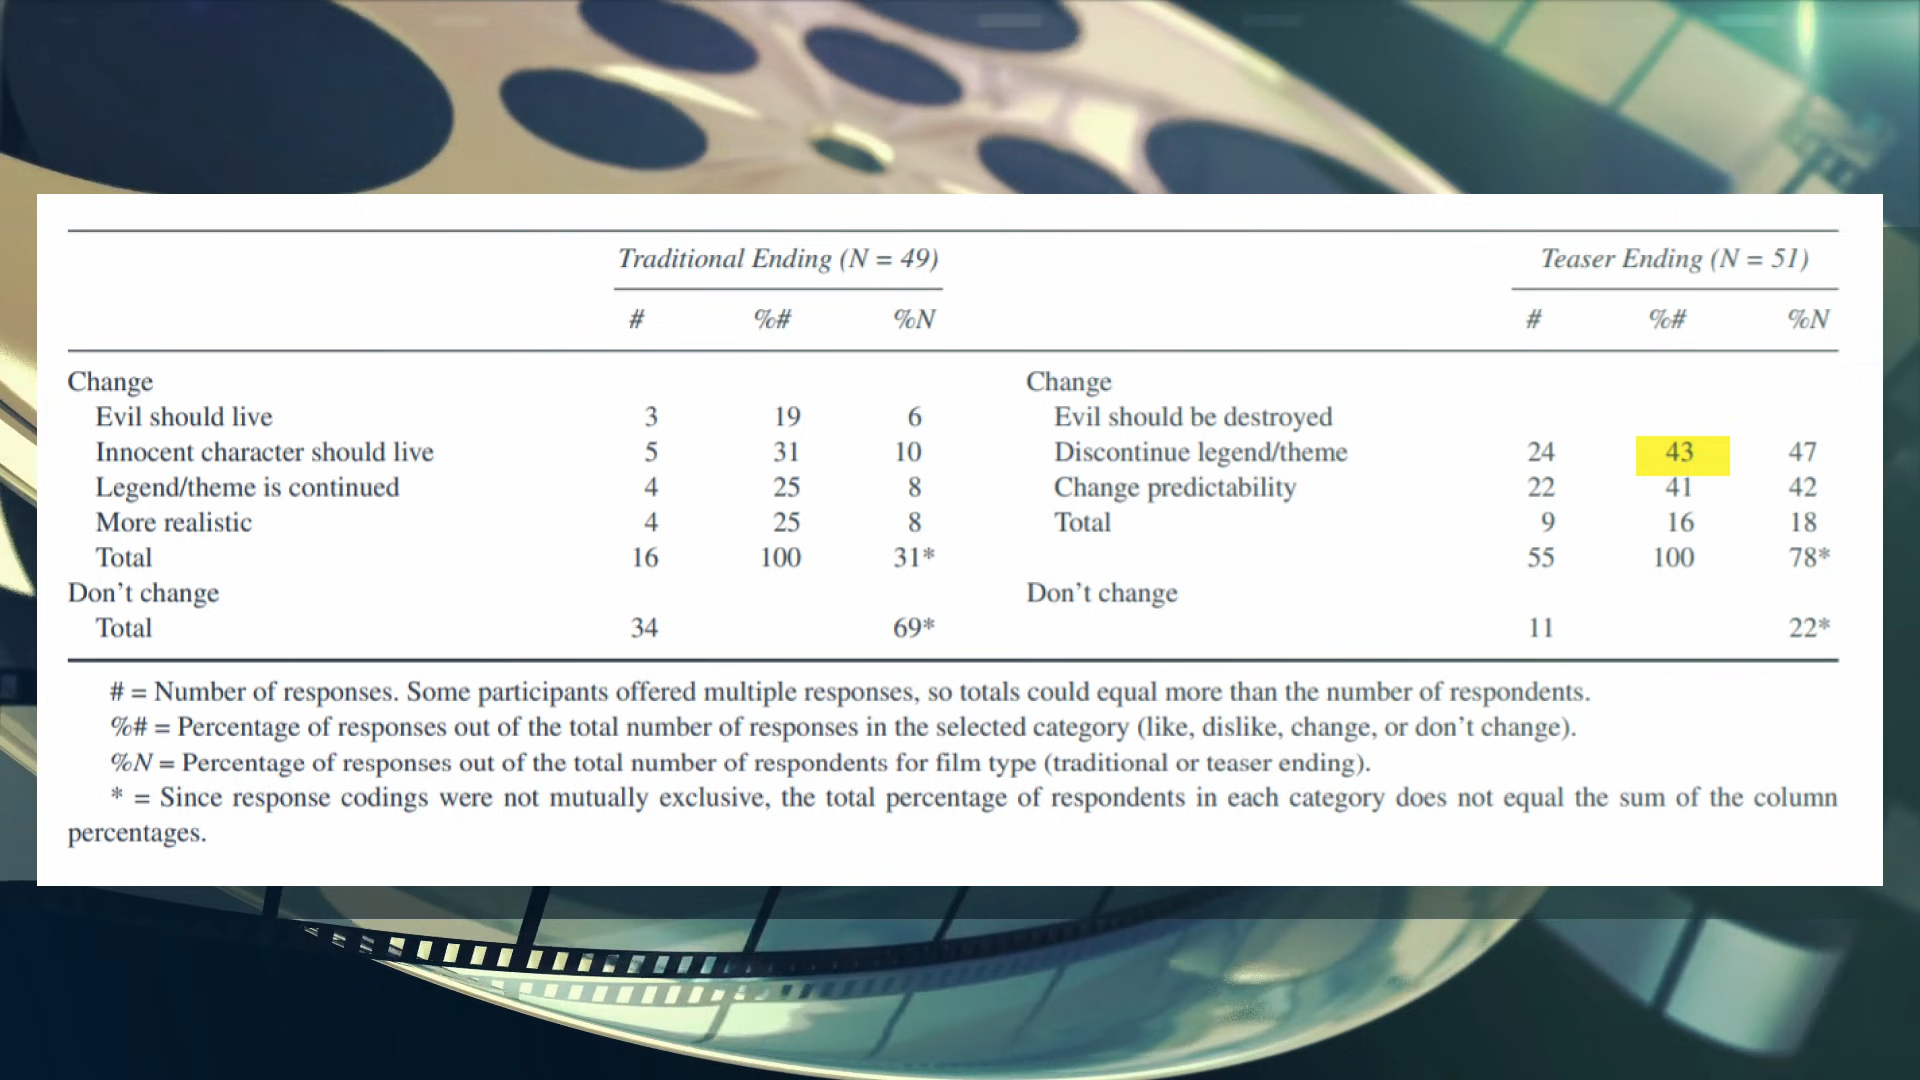 Traditional Ending (N = 49) Teaser Ending (N = 51)
# %# %N # %# %N
Change Change
Evil should live 3 19 6 Evil should be destroyed
Innocent character should live 5 31 10 Discontinue legend/theme 24 43 47
Legend/theme is continued 4 25 8 Change predictability 22 41 42
More realistic 4 25 8 Total 9 16 18
Total 16 100 31* 55 100 78*
Don't change Don't change
Total 34 69* 11 22*
# = Number of responses. Some participants offered multiple responses, so totals could equal more than the number of respondents.
%# = Percentage of responses out of the total number of responses in the selected category (like, dislike, change, or don't change).
%N = Percentage of responses out of the total number of respondents for film type (traditional or teaser ending).
* = Since response codings were not mutually exclusive, the total percentage of respondents in each category does not equal the sum of the column
percentages.